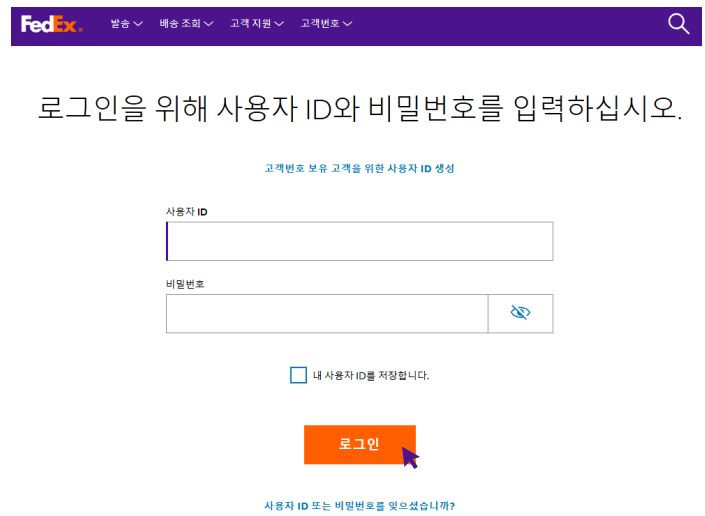 FedEx.
발송 배송 조회 고객 지원 고객번호
로그인을 위해 사용자 ID와 비밀번호를 입력하십시오.
고객번호 보유 고객을 위한 사용자 ID 생성
사용자 ID
비밀번호
내 사용자 ID를 저장합니다.
로그인
사용자 ID 또는 비밀번호를 잊으셨습니까?